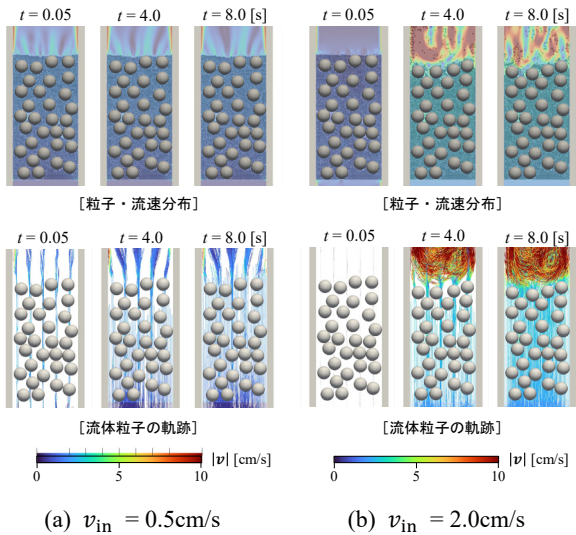 t = 0.05 t = 4.0 t = 8.0 [s]
t = 0.05 t = 4.0 t = 8.0 [s]
[粒子・流速分布]
[粒子・流速分布]
t = 0.05 t = 4.0 t = 8.0 [s]
t = 0.05 t = 4.0 t = 8.0 [s]
[流体粒子の軌跡]
[流体粒子の軌跡]
0 5 10 |v| [cm/s]
0 5 10 |v| [cm/s]
(a) v_in = 0.5cm/s
(b) v_in = 2.0cm/s